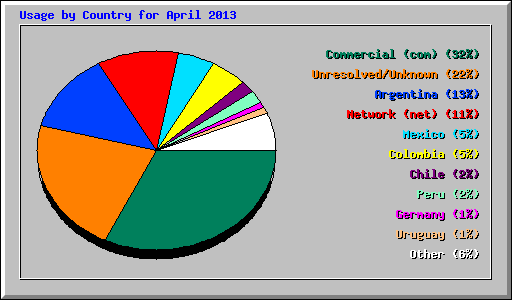 Usage by Country for April 2013
Commercial (com) (32%)
Unresolved/Unknown (22%)
Argentina (13%)
Network (net) (11%)
Mexico (5%)
Colombia (5%)
Chile (2%)
Peru (2%)
Germany (1%)
Uruguay (1%)
Other (6%)